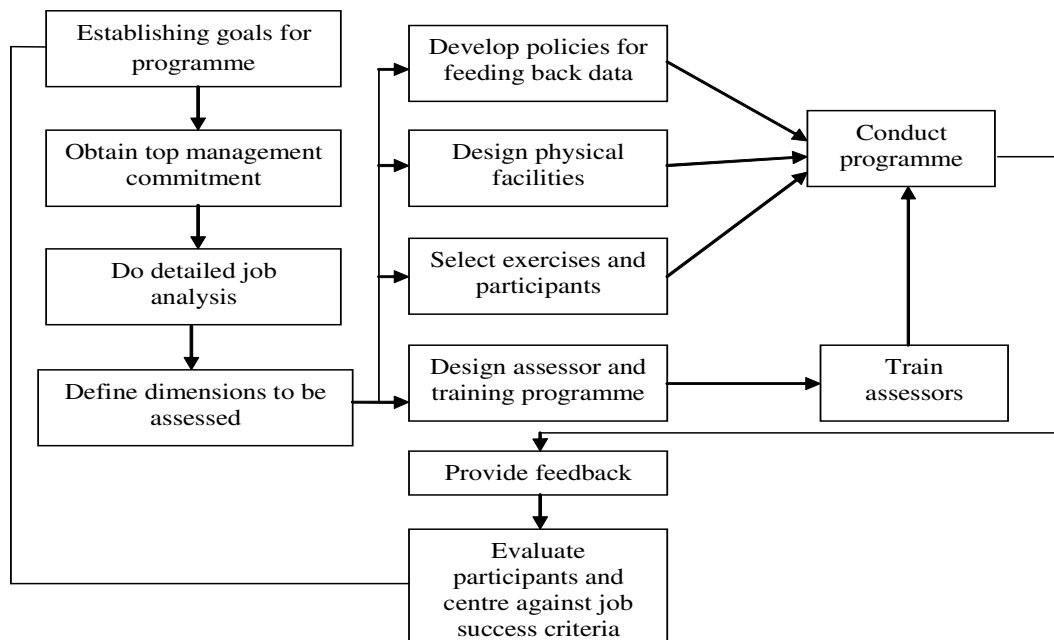 Establishing goals for
programme
Obtain top management
commitment
Do detailed job
analysis
Define dimensions to be
assessed
Develop policies for
feeding back data
Design physical
facilities
Select exercises and
participants
Design assessor and
training programme
Conduct
programme
Train
assessors
Provide feedback
Evaluate
participants and
centre against job
success criteria